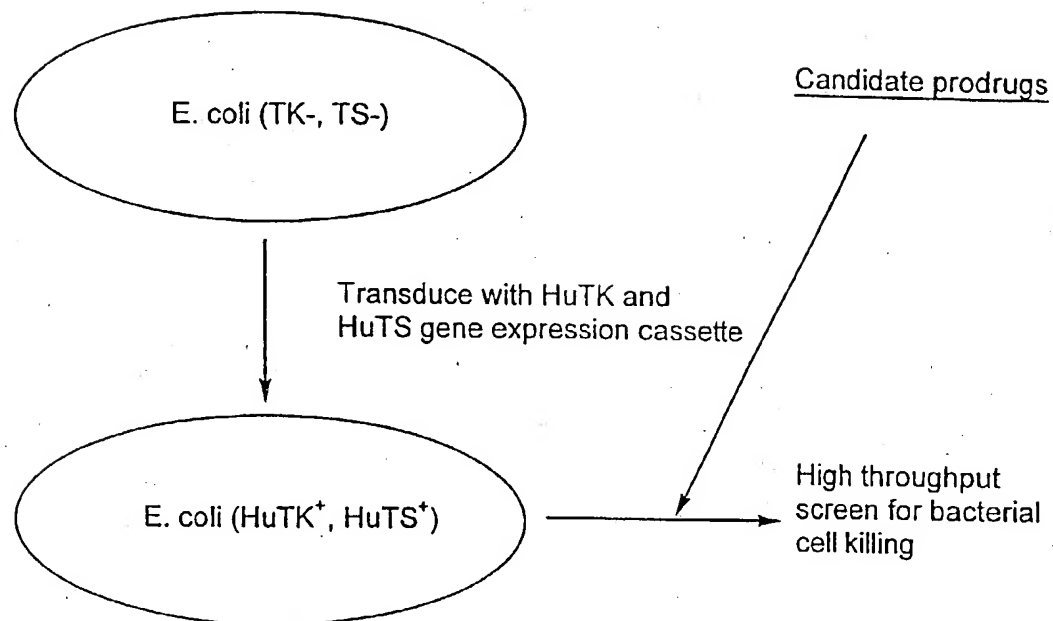 E. coli (TK-, TS-)
Candidate prodrugs
Transduce with HuTK and
HuTS gene expression cassette
E. coli (HuTK⁺, HuTS⁺)
High throughput
screen for bacterial
cell killing